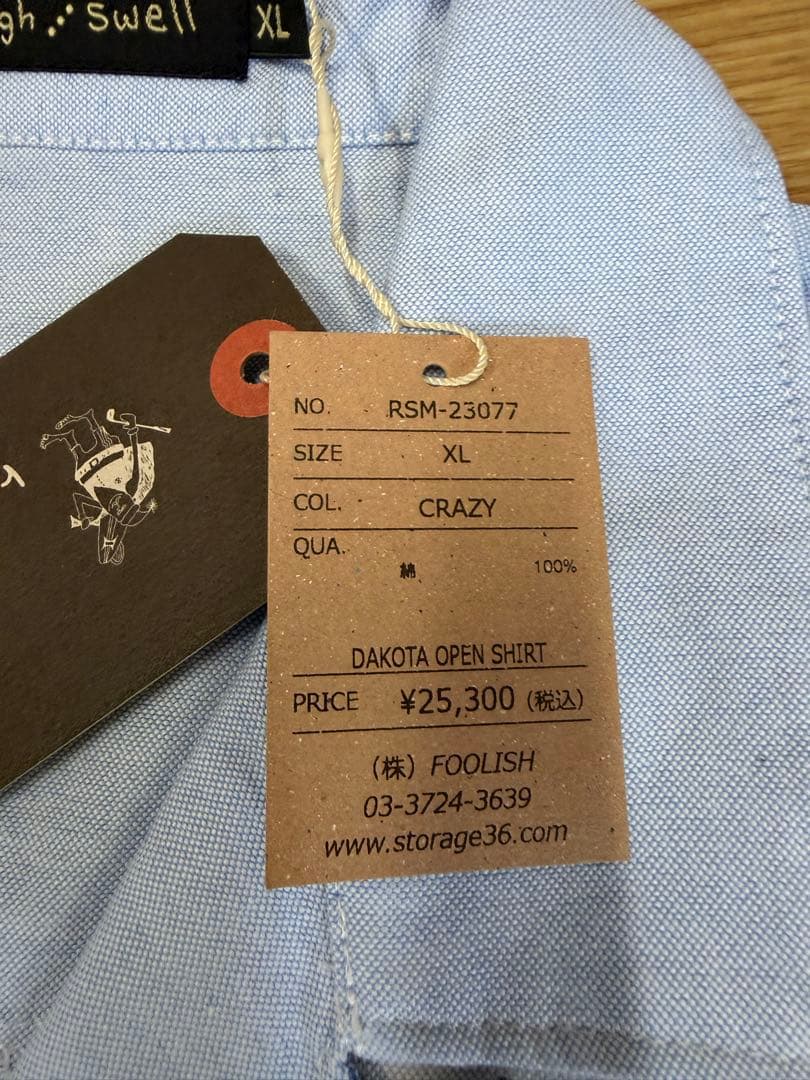 gh swell
XL
NO. RSM-23077
SIZE XL
COL. CRAZY
QUA.
綿 100%
DAKOTA OPEN SHIRT
PRICE ¥25,300 (税込)
(株) FOOLISH
03-3724-3639
www.storage36.com